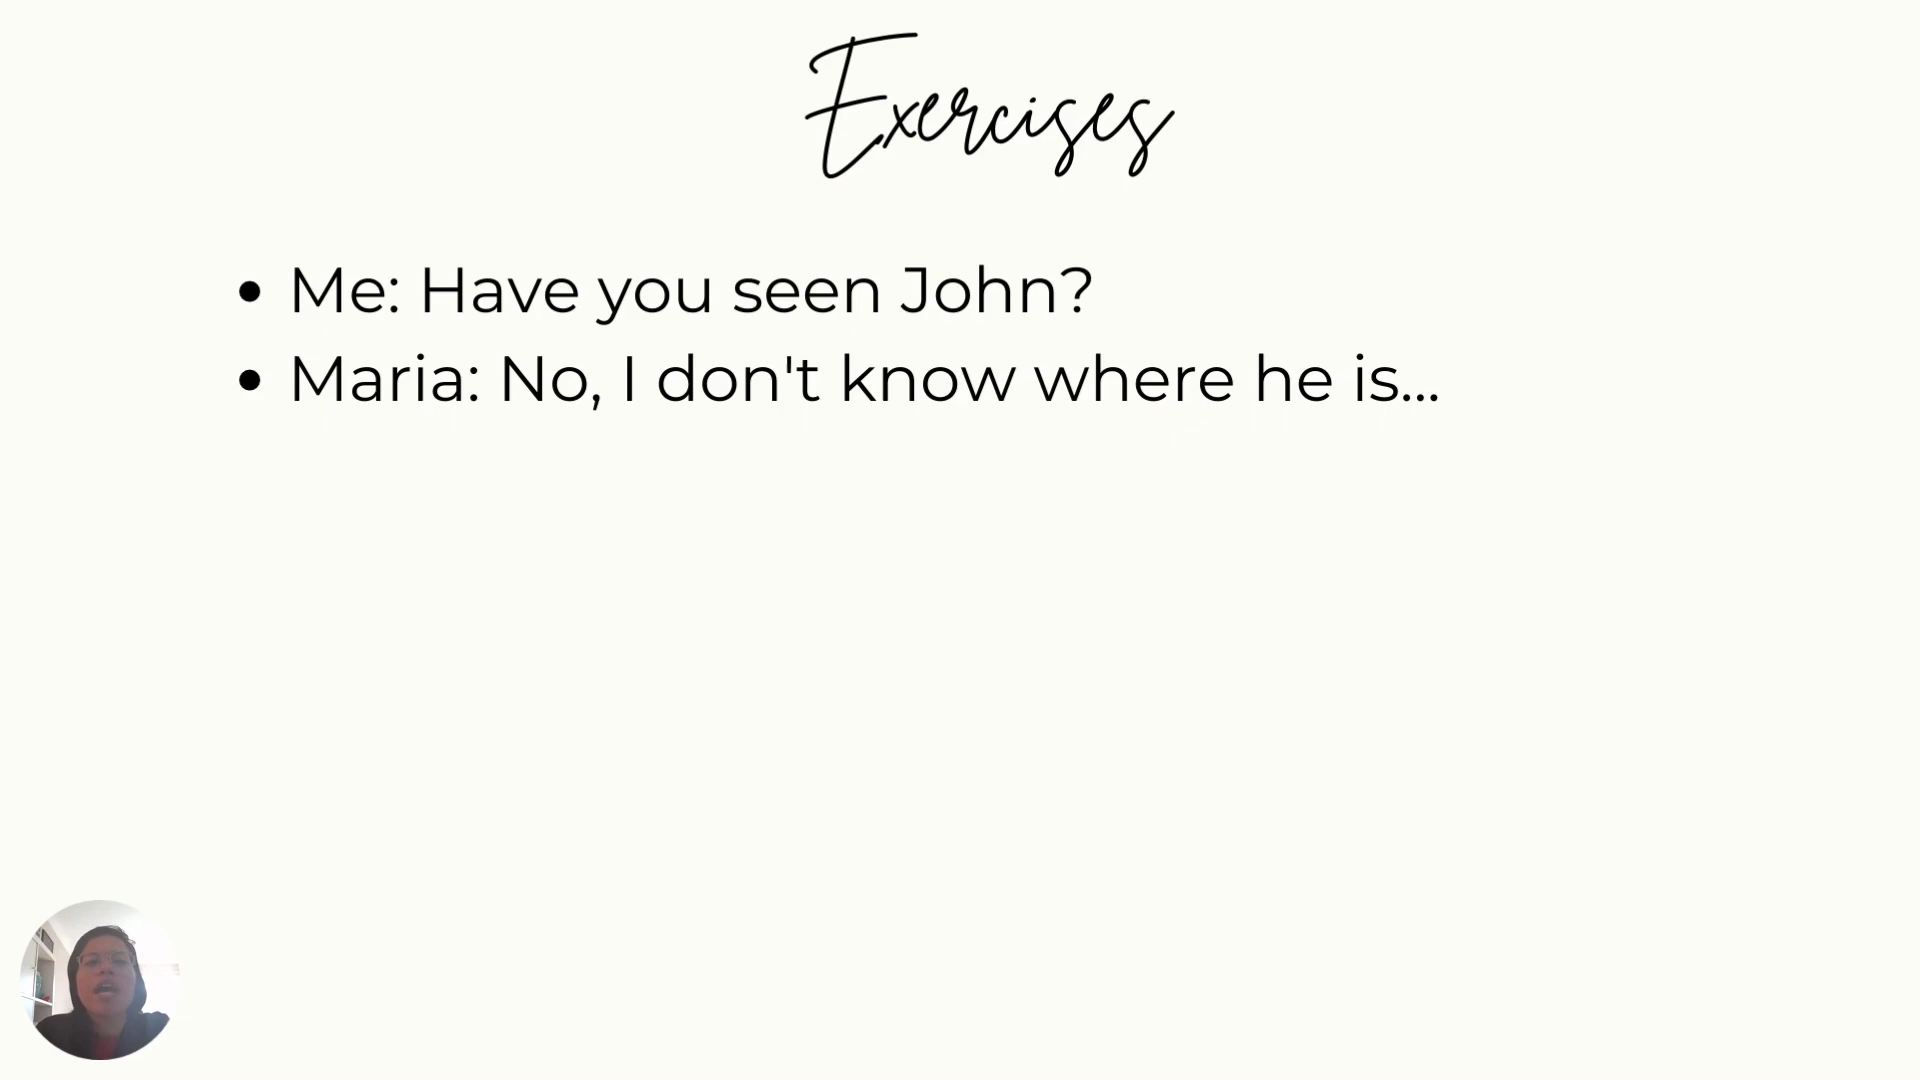 Exercises
• Me: Have you seen John?
• Maria: No, I don't know where he is...